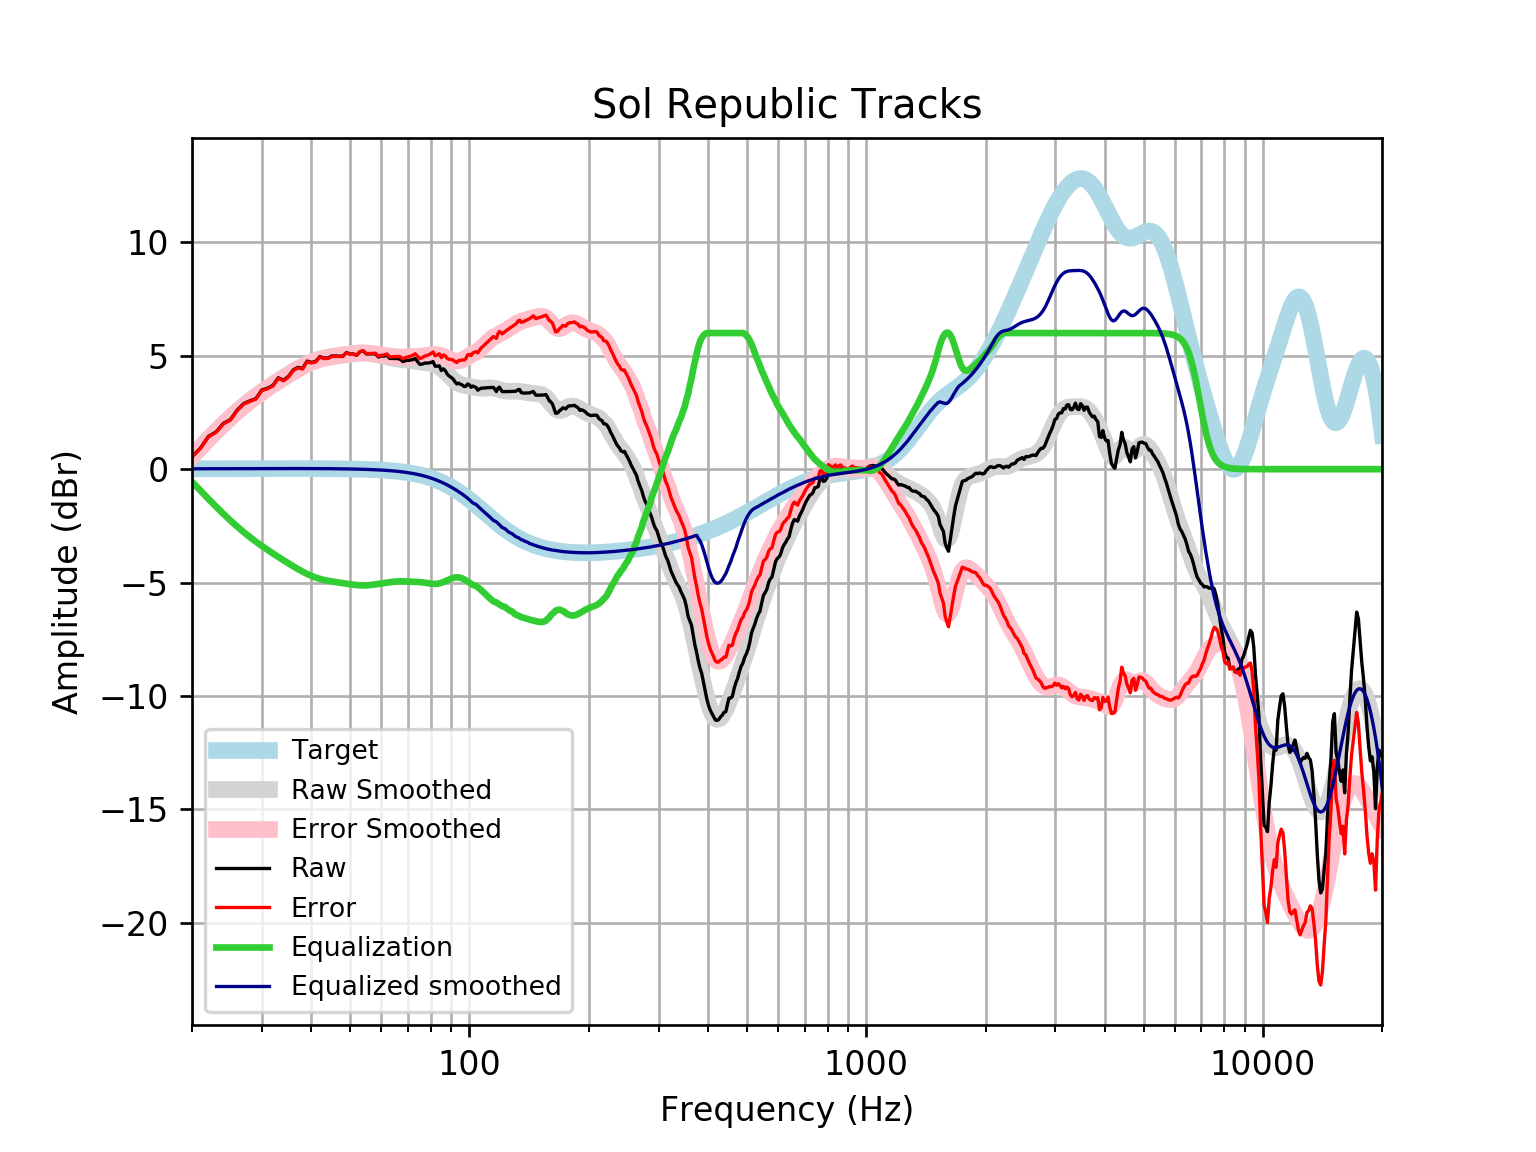 Sol Republic Tracks
Amplitude (dBr)
10
5
0
−5
−10
−15
−20
Target
Raw Smoothed
Error Smoothed
Raw
Error
Equalization
Equalized smoothed
100
1000
10000
Frequency (Hz)